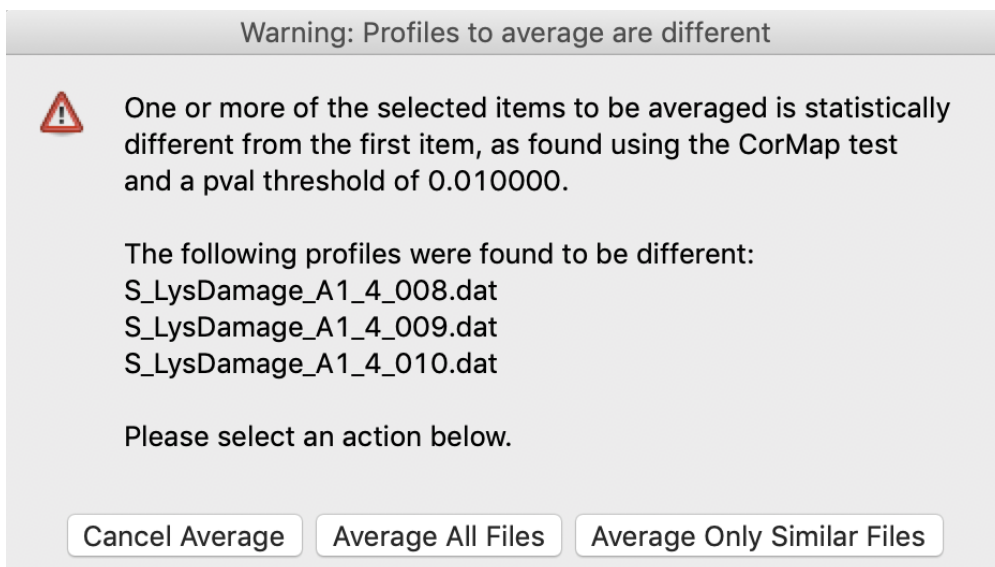 Warning: Profiles to average are different
One or more of the selected items to be averaged is statistically
different from the first item, as found using the CorMap test
and a pval threshold of 0.010000.
The following profiles were found to be different:
S_LysDamage_A1_4_008.dat
S_LysDamage_A1_4_009.dat
S_LysDamage_A1_4_010.dat
Please select an action below.
Cancel Average Average All Files Average Only Similar Files